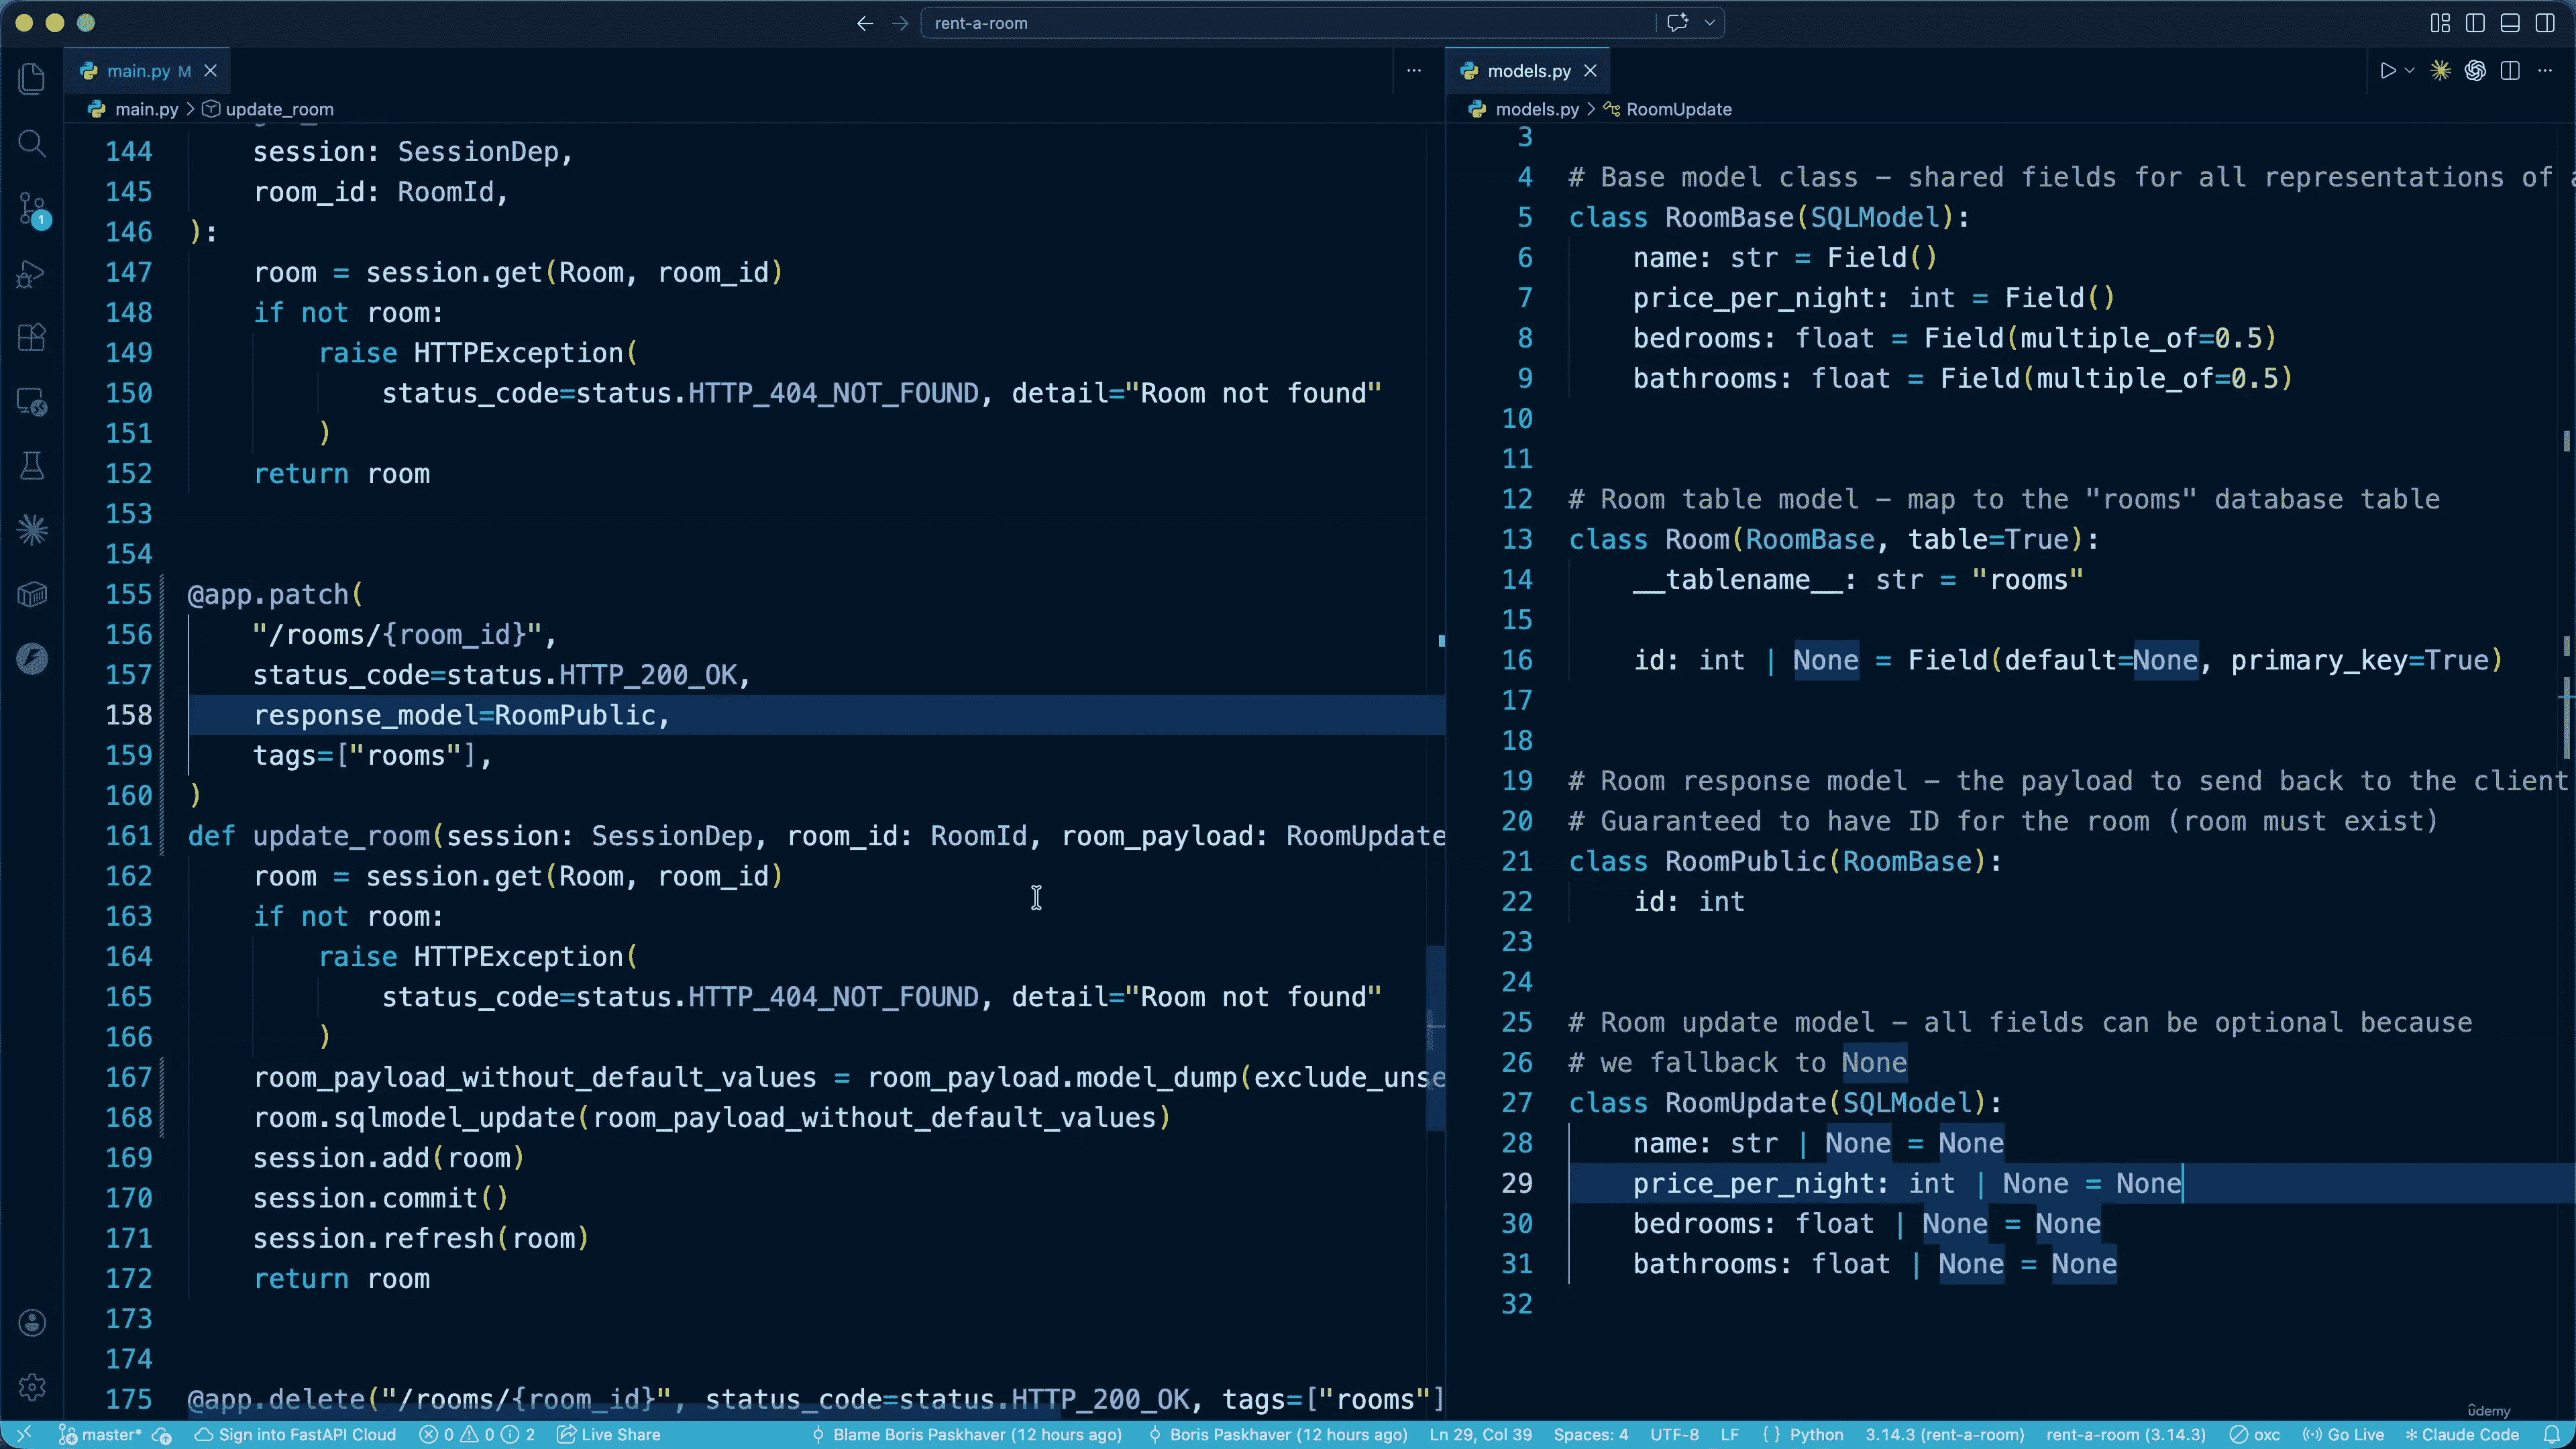 rent-a-room
main.py M
main.py > update_room
144 session: SessionDep,
145 room_id: RoomId,
146 ):
147 room = session.get(Room, room_id)
148 if not room:
149 raise HTTPException(
150 status_code=status.HTTP_404_NOT_FOUND, detail="Room not found"
151 )
152 return room
153
154
155 @app.patch(
156 "/rooms/{room_id}",
157 status_code=status.HTTP_200_OK,
158 response_model=RoomPublic,
159 tags=["rooms"],
160 )
161 def update_room(session: SessionDep, room_id: RoomId, room_payload: RoomUpdate
162 room = session.get(Room, room_id)
163 if not room:
164 raise HTTPException(
165 status_code=status.HTTP_404_NOT_FOUND, detail="Room not found"
166 )
167 room_payload_without_default_values = room_payload.model_dump(exclude_unse
168 room.sqlmodel_update(room_payload_without_default_values)
169 session.add(room)
170 session.commit()
171 session.refresh(room)
172 return room
173
174
175 @app.delete("/rooms/{room_id}", status_code=status.HTTP_200_OK, tags=["rooms"]
models.py
models.py > RoomUpdate
3
4 # Base model class – shared fields for all representations of a
5 class RoomBase(SQLModel):
6 name: str = Field()
7 price_per_night: int = Field()
8 bedrooms: float = Field(multiple_of=0.5)
9 bathrooms: float = Field(multiple_of=0.5)
10
11
12 # Room table model – map to the "rooms" database table
13 class Room(RoomBase, table=True):
14 __tablename__: str = "rooms"
15
16 id: int | None = Field(default=None, primary_key=True)
17
18
19 # Room response model – the payload to send back to the client
20 # Guaranteed to have ID for the room (room must exist)
21 class RoomPublic(RoomBase):
22 id: int
23
24
25 # Room update model – all fields can be optional because
26 # we fallback to None
27 class RoomUpdate(SQLModel):
28 name: str | None = None
29 price_per_night: int | None = None
30 bedrooms: float | None = None
31 bathrooms: float | None = None
32
ûdemy
1
master* Sign into FastAPI Cloud 0 0 2 Live Share Blame Boris Paskhaver (12 hours ago) Boris Paskhaver (12 hours ago) Ln 29, Col 39 Spaces: 4 UTF-8 LF { } Python 3.14.3 (rent-a-room) rent-a-room (3.14.3) oxc Go Live Claude Code